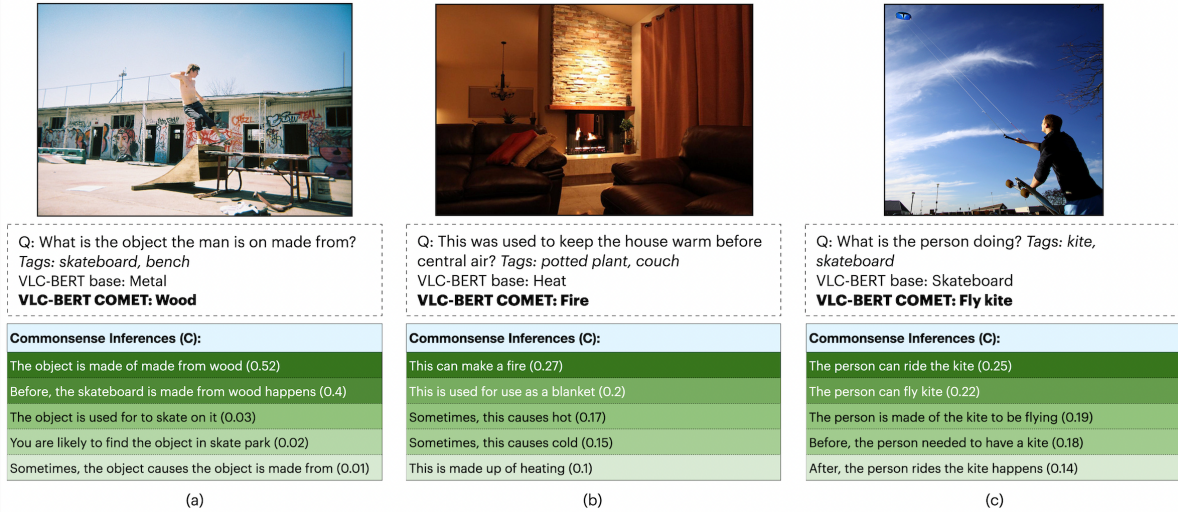 Q: What is the object the man is on made from?
Tags: skateboard, bench
VLC-BERT base: Metal
VLC-BERT COMET: Wood
Commonsense Inferences (C):
The object is made of made from wood (0.52)
Before, the skateboard is made from wood happens (0.4)
The object is used for to skate on it (0.03)
You are likely to find the object in skate park (0.02)
Sometimes, the object causes the object is made from (0.01)
(a)
Q: This was used to keep the house warm before
central air? Tags: potted plant, couch
VLC-BERT base: Heat
VLC-BERT COMET: Fire
Commonsense Inferences (C):
This can make a fire (0.27)
This is used for use as a blanket (0.2)
Sometimes, this causes hot (0.17)
Sometimes, this causes cold (0.15)
This is made up of heating (0.1)
(b)
Q: What is the person doing? Tags: kite,
skateboard
VLC-BERT base: Skateboard
VLC-BERT COMET: Fly kite
Commonsense Inferences (C):
The person can ride the kite (0.25)
The person can fly kite (0.22)
The person is made of the kite to be flying (0.19)
Before, the person needed to have a kite (0.18)
After, the person rides the kite happens (0.14)
(c)